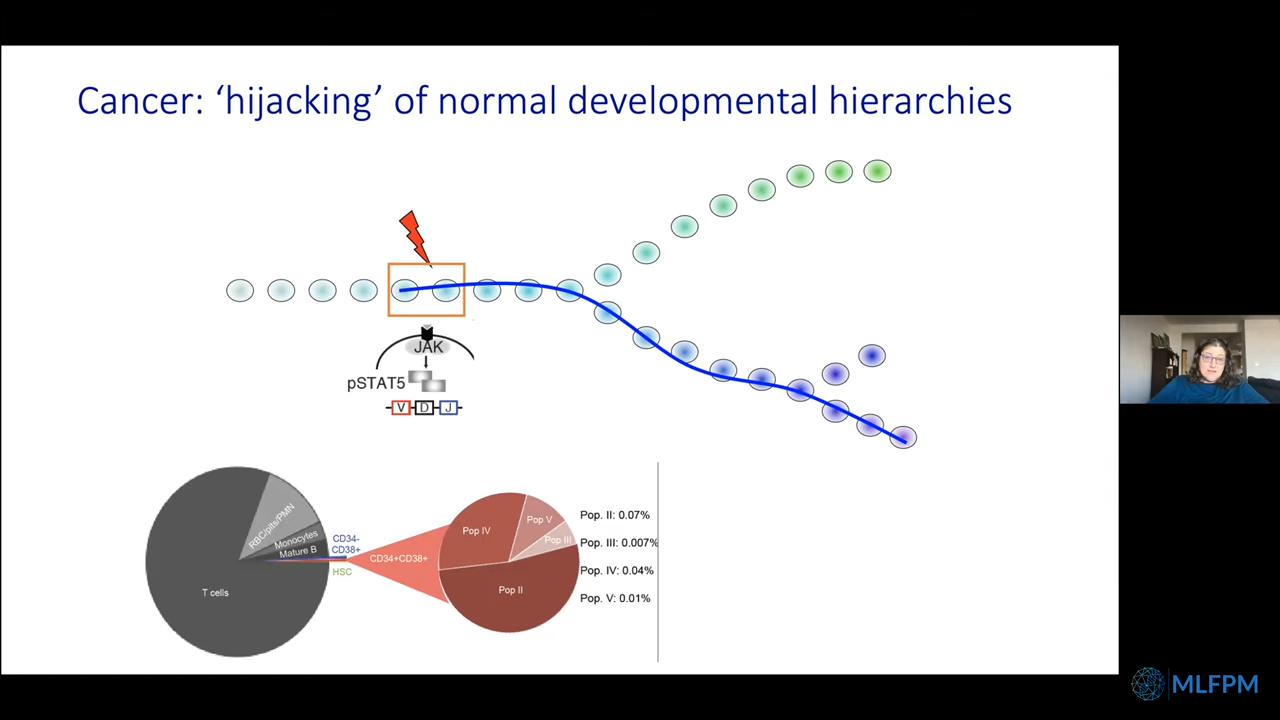 Cancer: ‘hijacking’ of normal developmental hierarchies
JAK
pSTAT5
V D J
RBC/plts/PMN
Monocytes
Mature B
T cells
CD34-
CD38+
HSC
CD34+CD38+
Pop IV
Pop V
Pop III
Pop II
Pop. II: 0.07%
Pop. III: 0.007%
Pop. IV: 0.04%
Pop. V: 0.01%
MLFPM